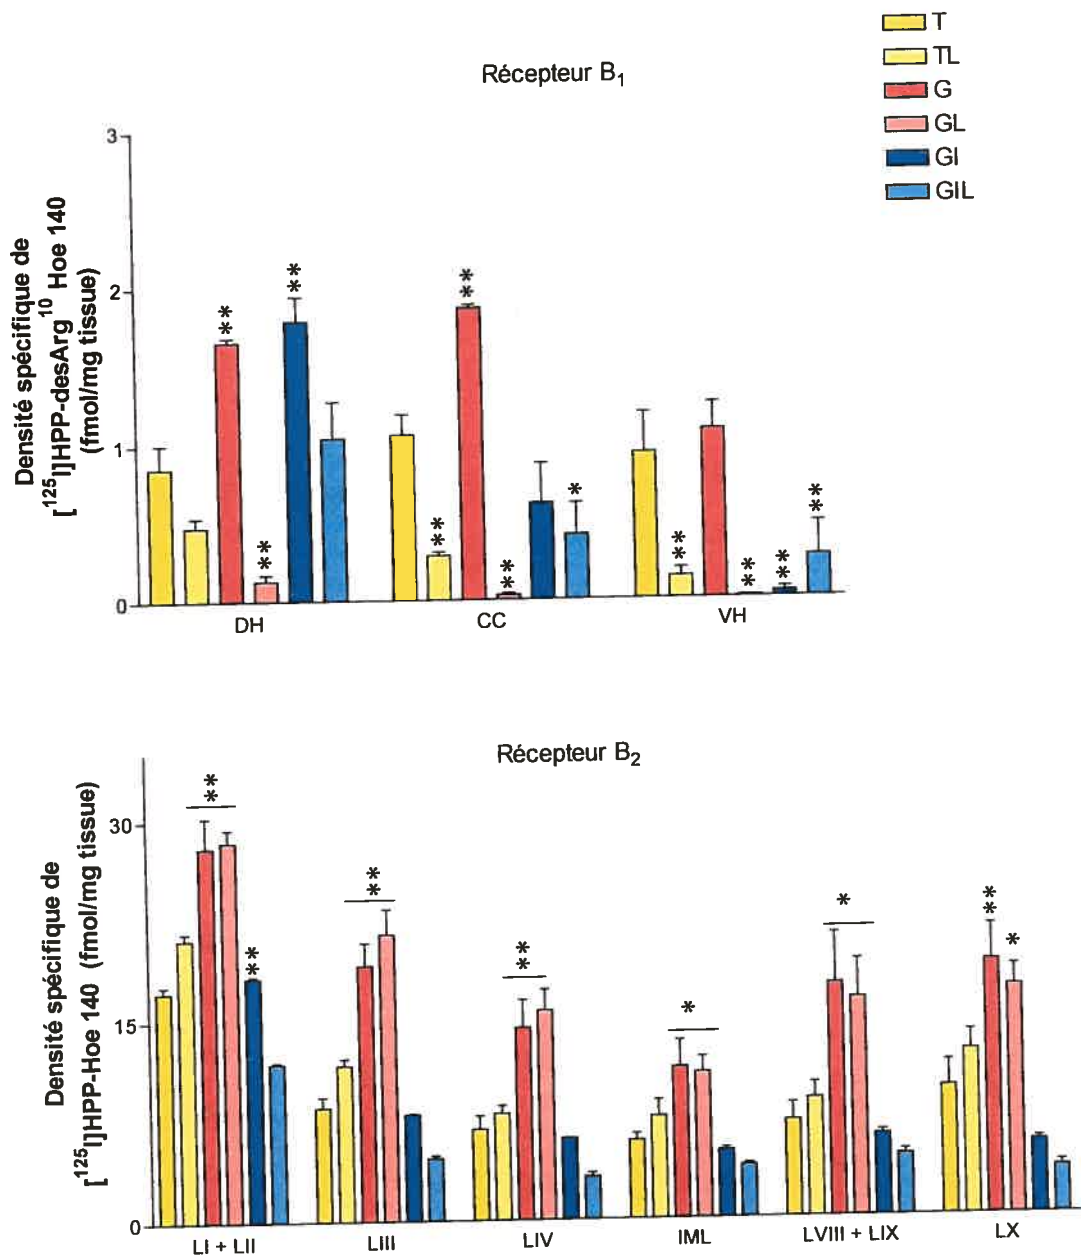 T
TL
G
GL
GI
GIL
Récepteur B₁
Densité spécifique de
[¹²⁵I]HPP-desArg¹⁰ Hoe 140
(fmol/mg tissue)
3
2
1
0
** ** ** **
** ** ** *
** ** ** **
DH CC VH
Récepteur B₂
Densité spécifique de
[¹²⁵I]HPP-Hoe 140 (fmol/mg tissue)
30
15
0
** **
**
**
*
*
** *
LI + LII LIII LIV IML LVIII + LIX LX